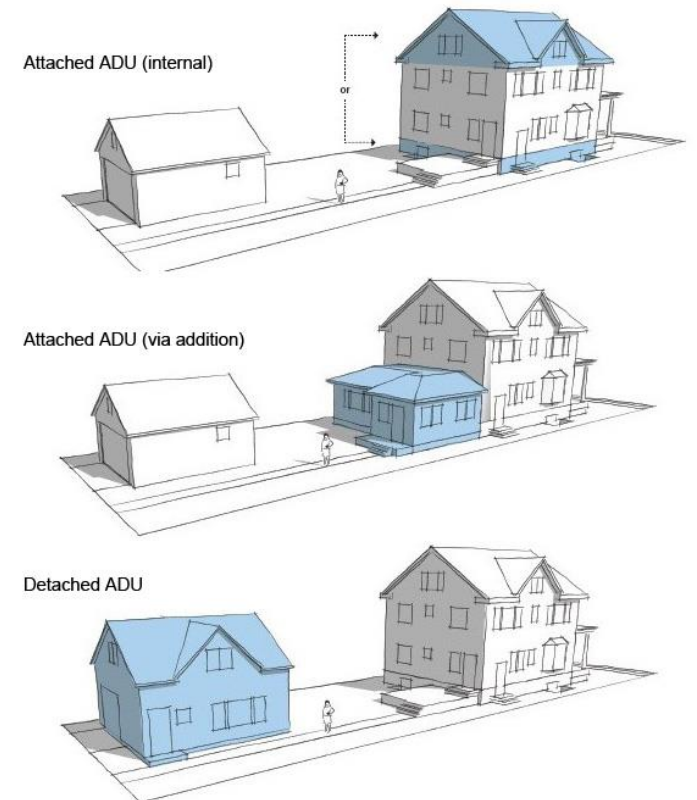 Attached ADU (internal)
or
Attached ADU (via addition)
Detached ADU